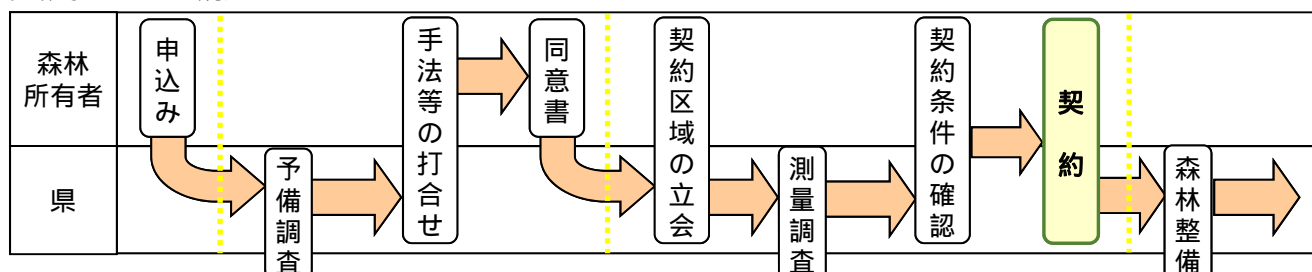 森林
所有者
県
申込み
予備調査
手法等の打合せ
同意書
契約区域の立会
測量調査
契約条件の確認
契約
森林整備